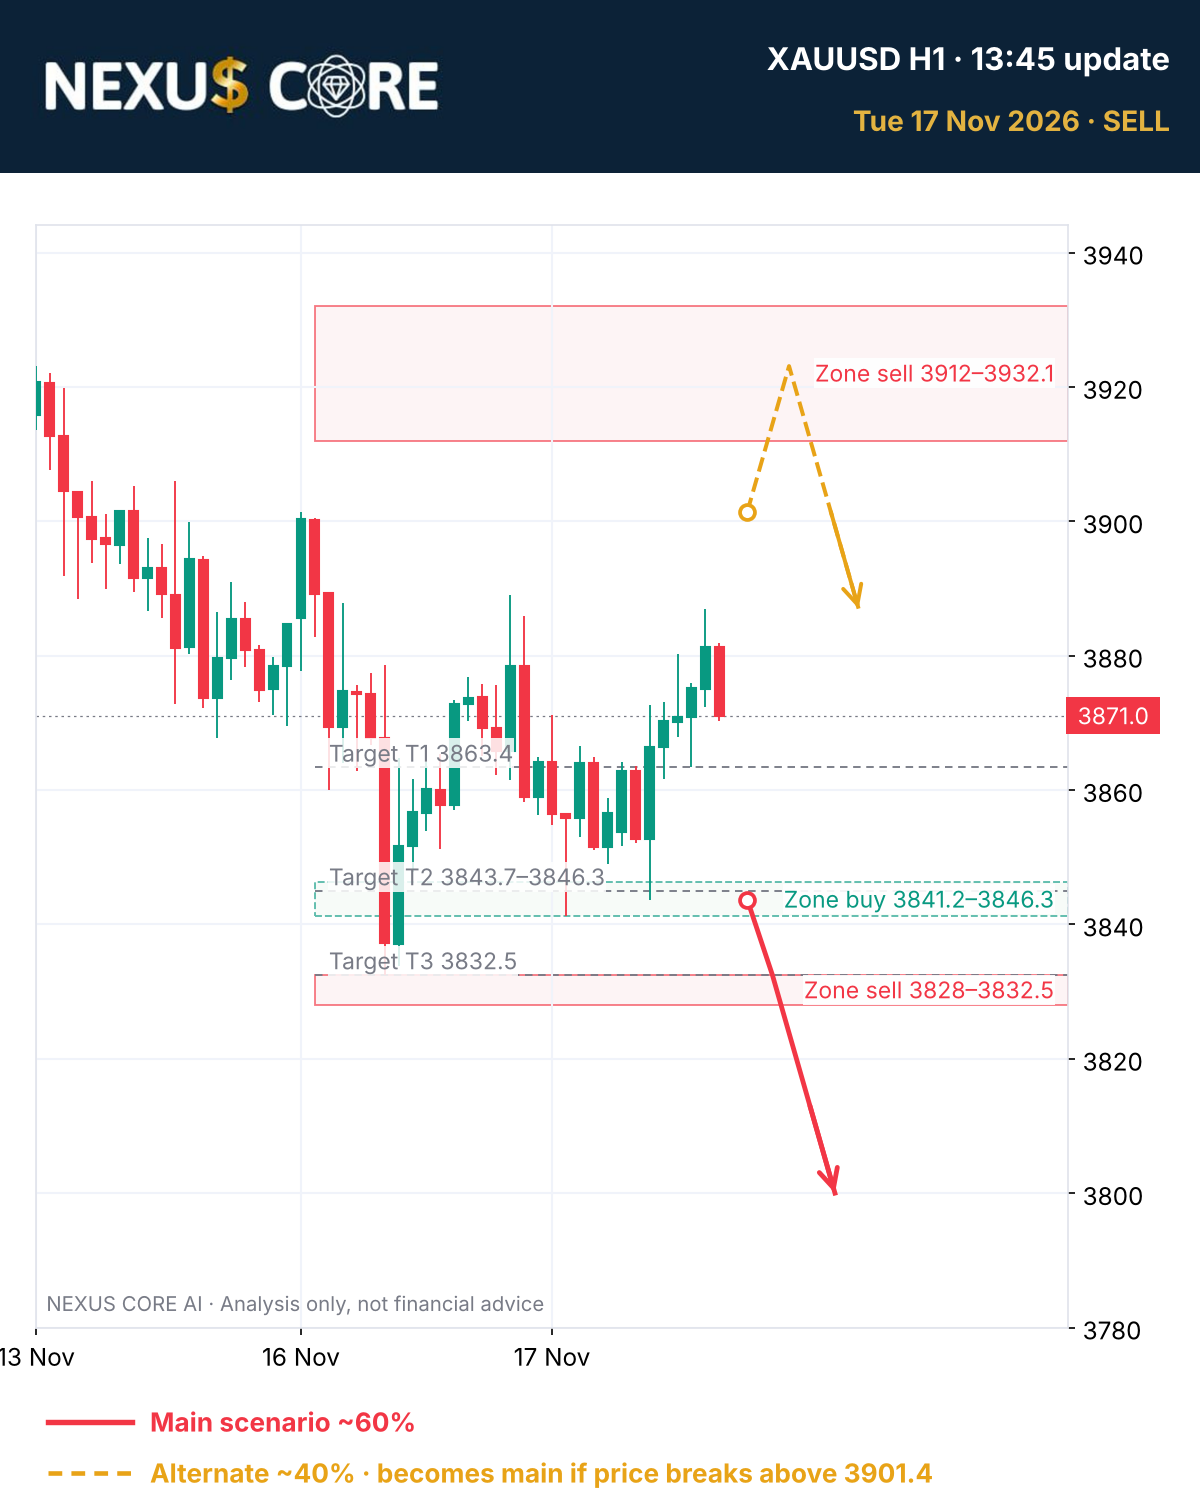 NEXU$ CORE
XAUUSD H1 · 13:45 update
Tue 17 Nov 2026 · SELL
3940
Zone sell 3912–3932.1
3920
3900
3880
3871.0
Target T1 3863.4
3860
Target T2 3843.7–3846.3
Zone buy 3841.2–3846.3
3840
Target T3 3832.5
Zone sell 3828–3832.5
3820
3800
NEXUS CORE AI · Analysis only, not financial advice
3780
13 Nov
16 Nov
17 Nov
Main scenario ~60%
Alternate ~40% · becomes main if price breaks above 3901.4